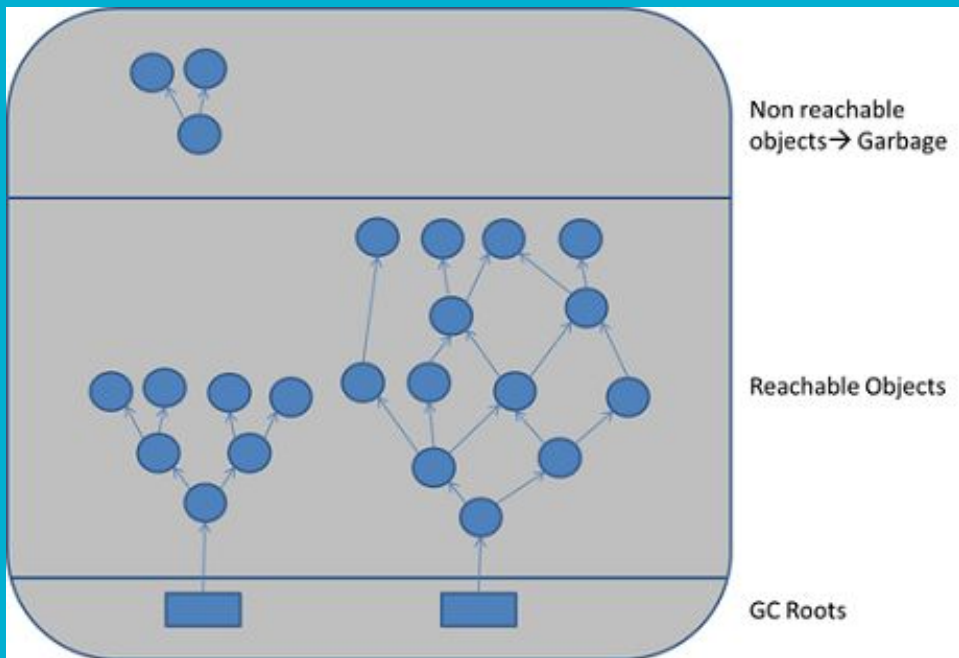 Non reachable
objects→ Garbage
Reachable Objects
GC Roots